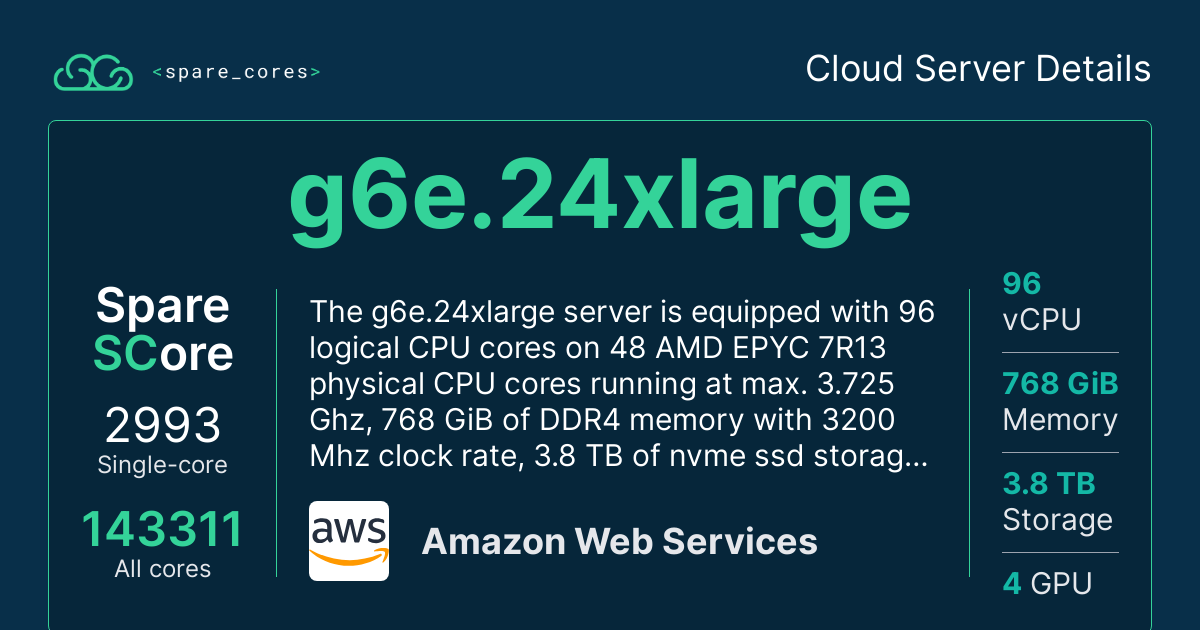 <spare_cores>
Cloud Server Details
g6e.24xlarge
Spare
SCore
2993
Single-core
143311
All cores
The g6e.24xlarge server is equipped with 96
logical CPU cores on 48 AMD EPYC 7R13
physical CPU cores running at max. 3.725
Ghz, 768 GiB of DDR4 memory with 3200
Mhz clock rate, 3.8 TB of nvme ssd storag...
aws
Amazon Web Services
96
vCPU
768 GiB
Memory
3.8 TB
Storage
4 GPU